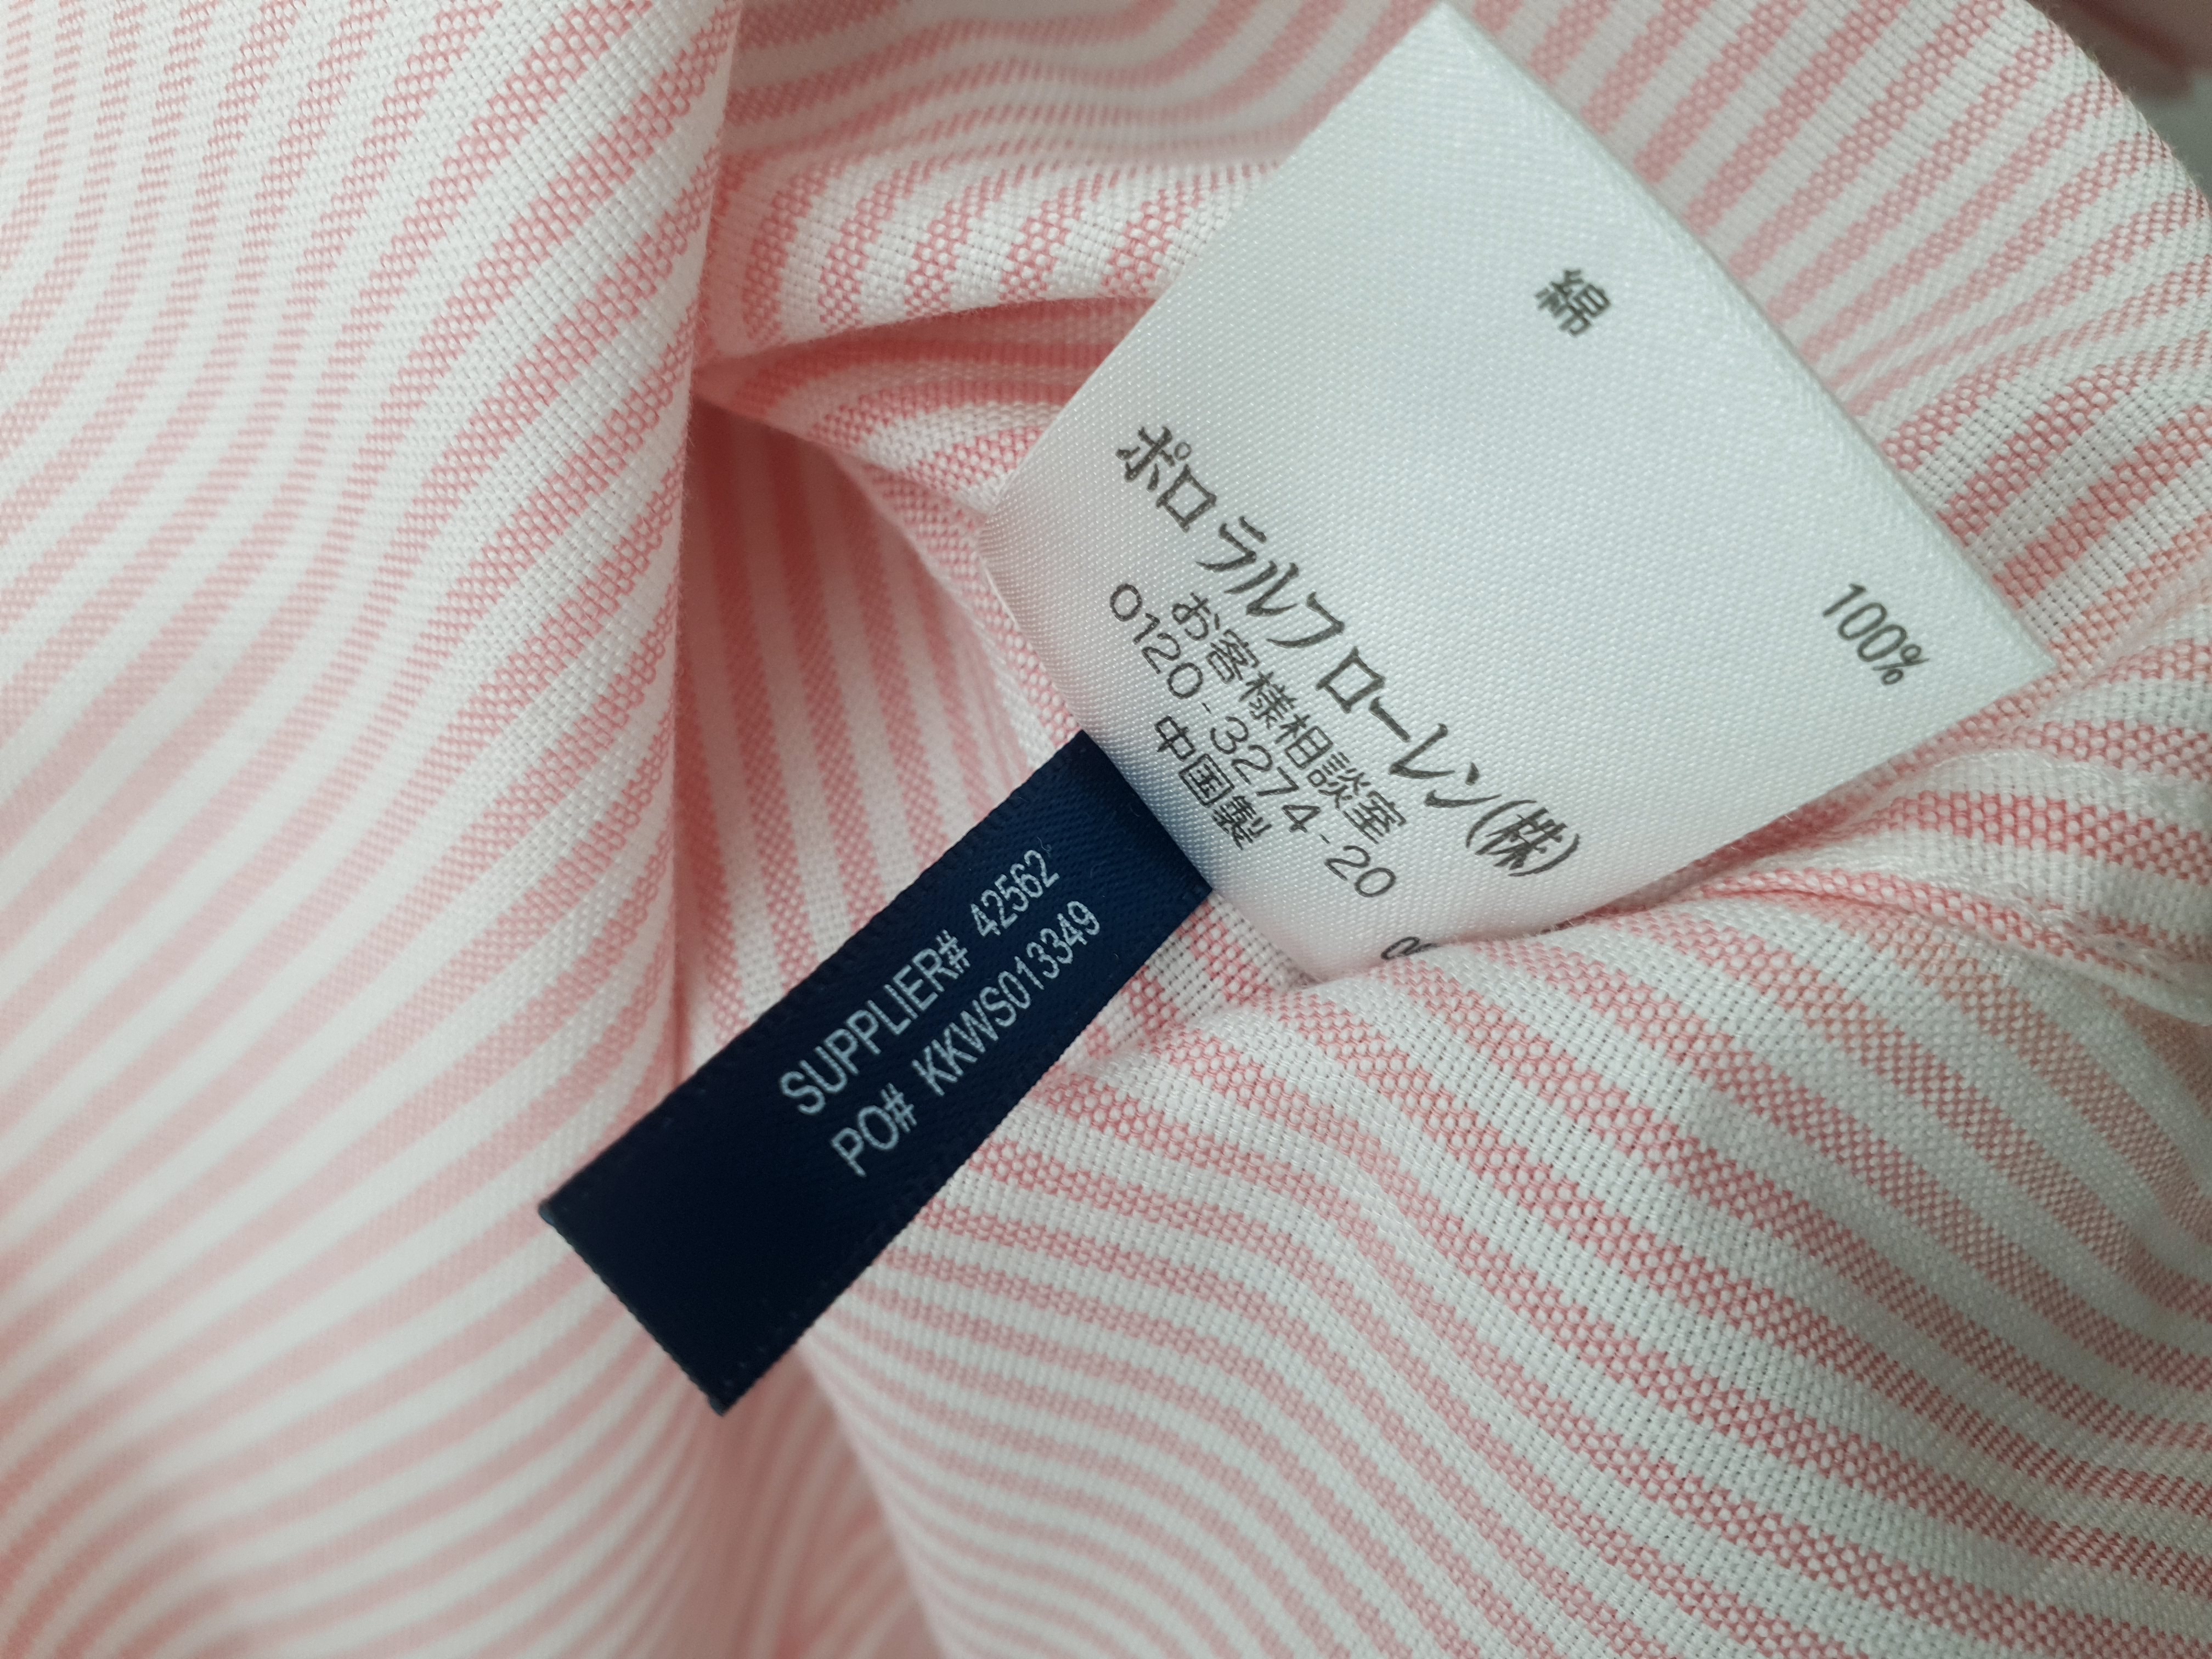 綿 100%
ポロ ラルフ ローレン(株)
お客様相談室
0120-3274-20
中国製
SUPPLIER# 42562
PO# KKWS013349